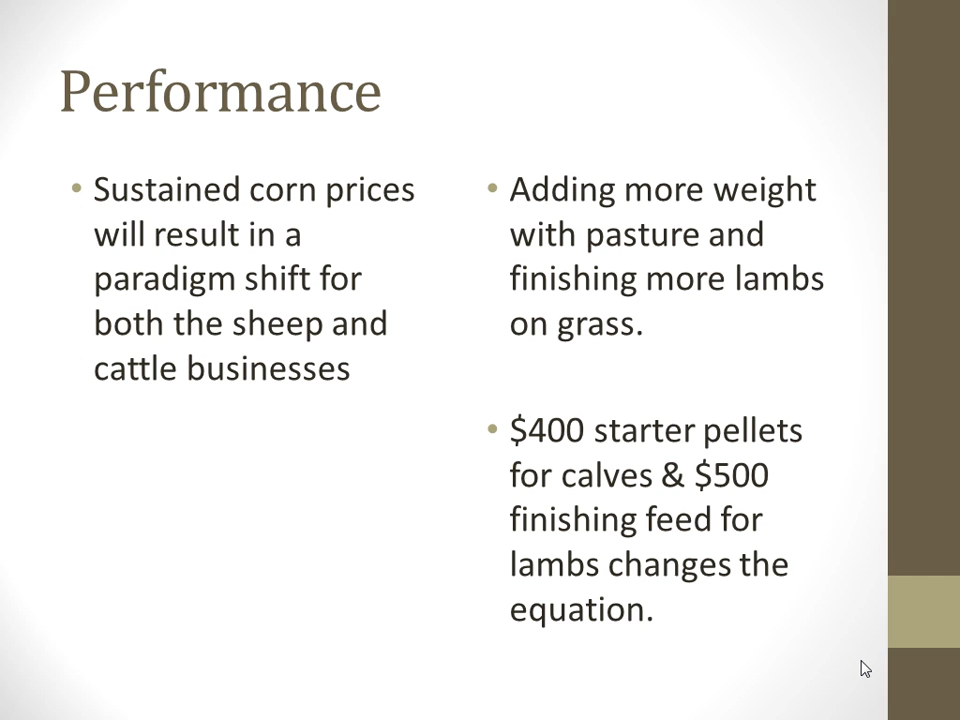 Performance
• Sustained corn prices
will result in a
paradigm shift for
both the sheep and
cattle businesses
• Adding more weight
with pasture and
finishing more lambs
on grass.
• $400 starter pellets
for calves & $500
finishing feed for
lambs changes the
equation.